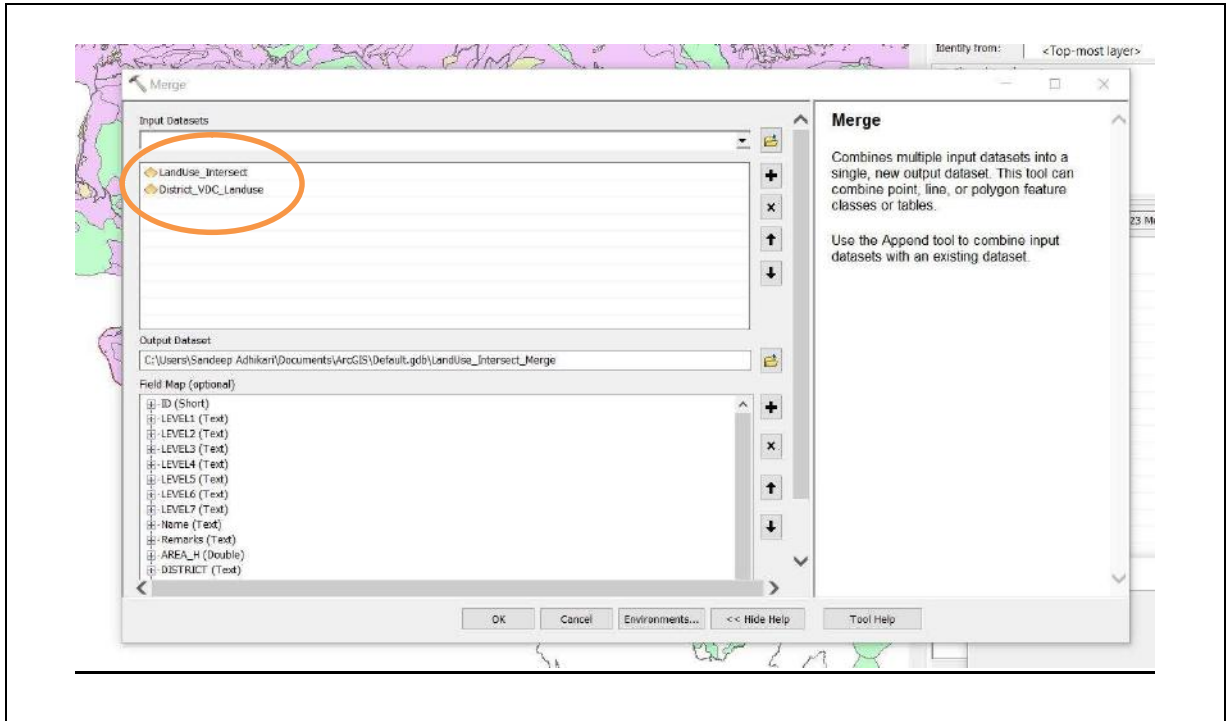 Identify from:
<Top-most layer>
Merge
Input Datasets
LandUse_Intersect
District_VDC_Landuse
Output Dataset
C:\Users\Sandeep Adhikari\Documents\ArcGIS\Default.gdb\LandUse_Intersect_Merge
Field Map (optional)
ID (Short)
LEVEL1 (Text)
LEVEL2 (Text)
LEVEL3 (Text)
LEVEL4 (Text)
LEVEL5 (Text)
LEVEL6 (Text)
LEVEL7 (Text)
Name (Text)
Remarks (Text)
AREA_H (Double)
DISTRICT (Text)
OK
Cancel
Environments...
<< Hide Help
Tool Help
Merge
Combines multiple input datasets into a
single, new output dataset. This tool can
combine point, line, or polygon feature
classes or tables.
Use the Append tool to combine input
datasets with an existing dataset.